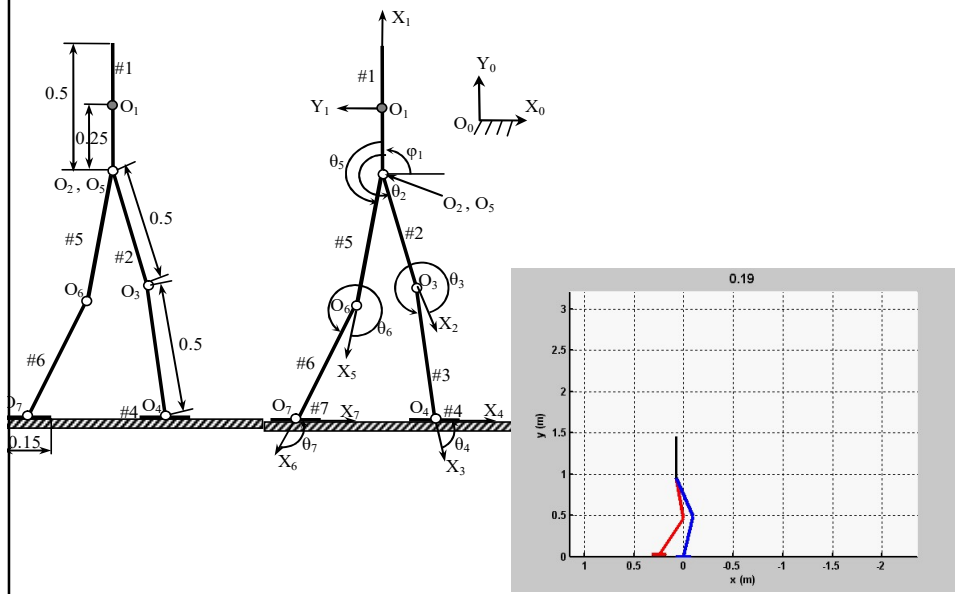 #1
0.5
O1
0.25
O2 , O5
0.5
#5
#2
O6
O3
0.5
#6
O7
#4
O4
0.15
X1
#1
Y1
O1
Y0
X0
O0
θ5
φ1
θ2
O2 , O5
#5
#2
O3
θ3
O6
X2
θ6
#6
X5
#3
O7
#7
X7
O4
#4
X4
X6
θ7
X3
θ4
0.19
3
2.5
2
1.5
1
0.5
0
y (m)
1
0.5
0
-0.5
-1
-1.5
-2
x (m)